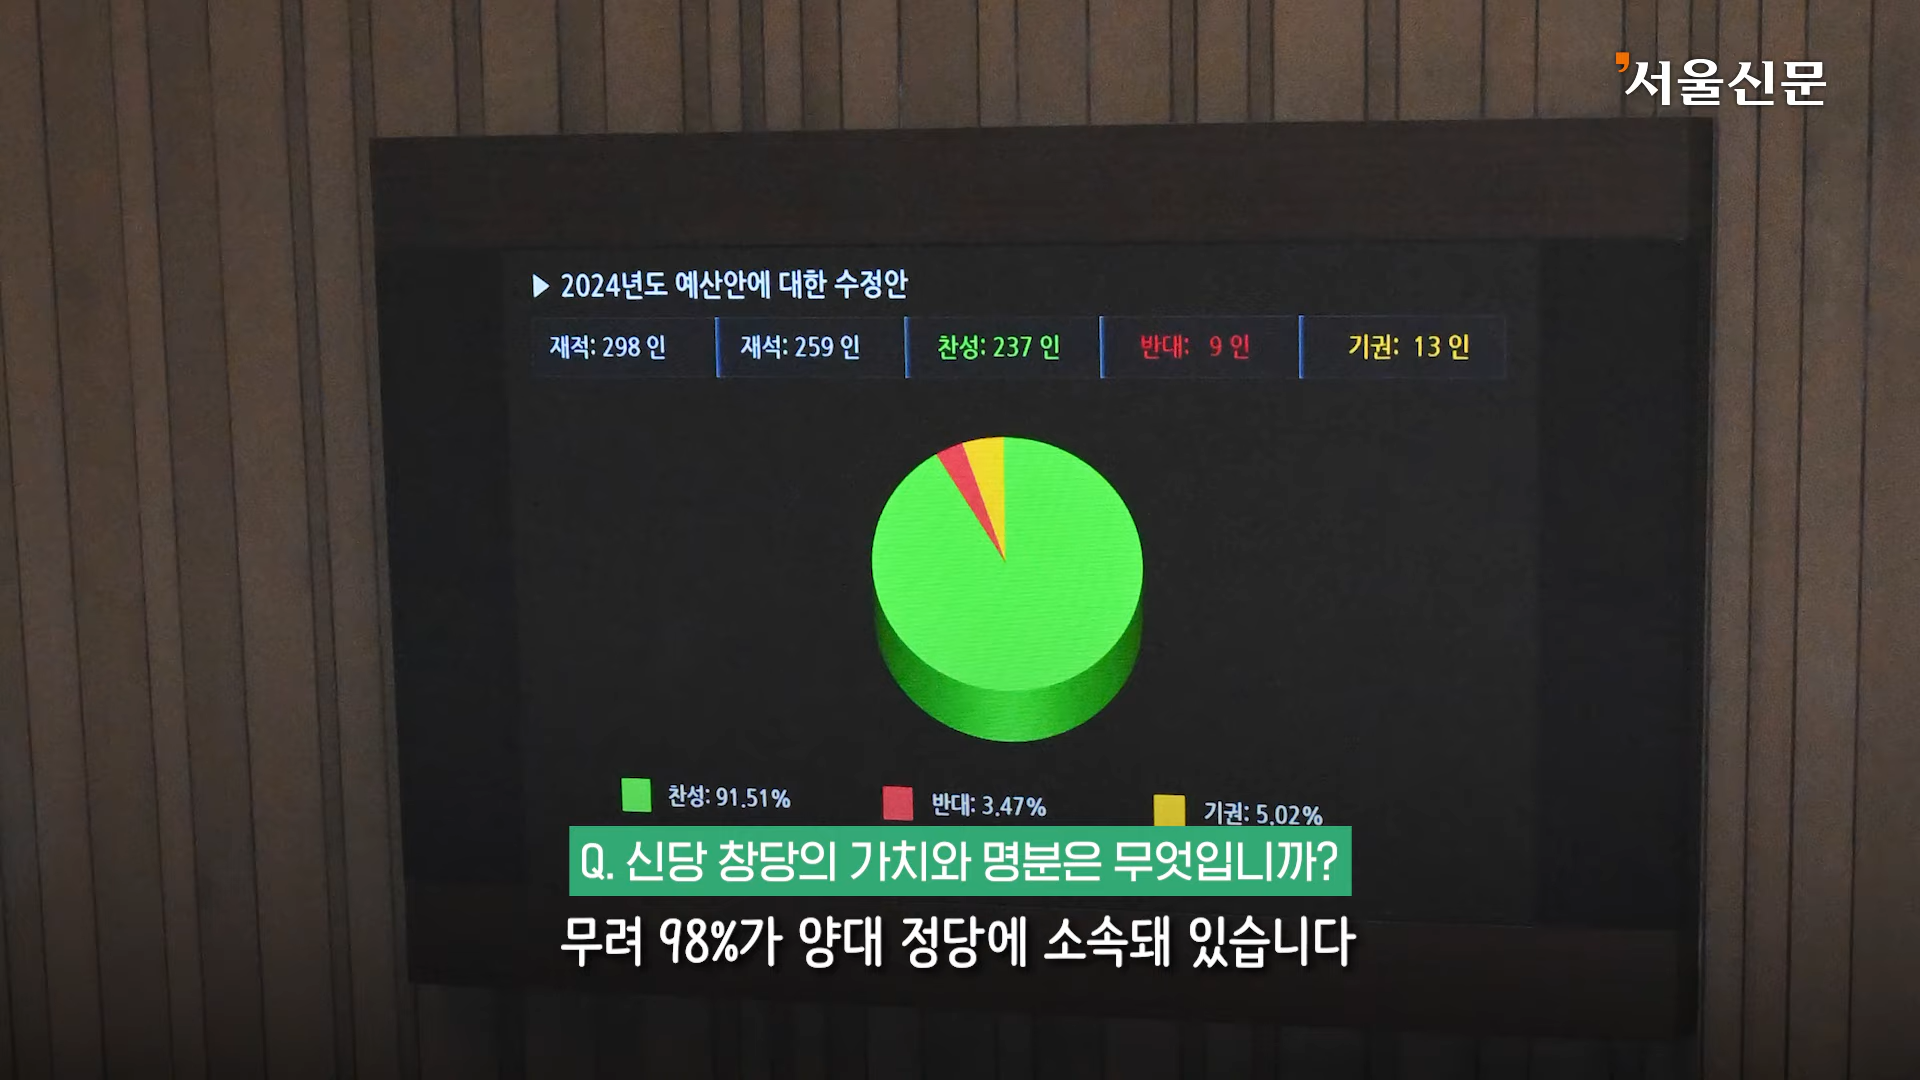 서울신문
▶ 2024년도 예산안에 대한 수정안
재적: 298 인 재석: 259 인 찬성: 237 인 반대: 9 인 기권: 13 인
찬성: 91.51% 반대: 3.47% 기권: 5.02%
Q. 신당 창당의 가치와 명분은 무엇입니까?
무려 98%가 양대 정당에 소속돼 있습니다